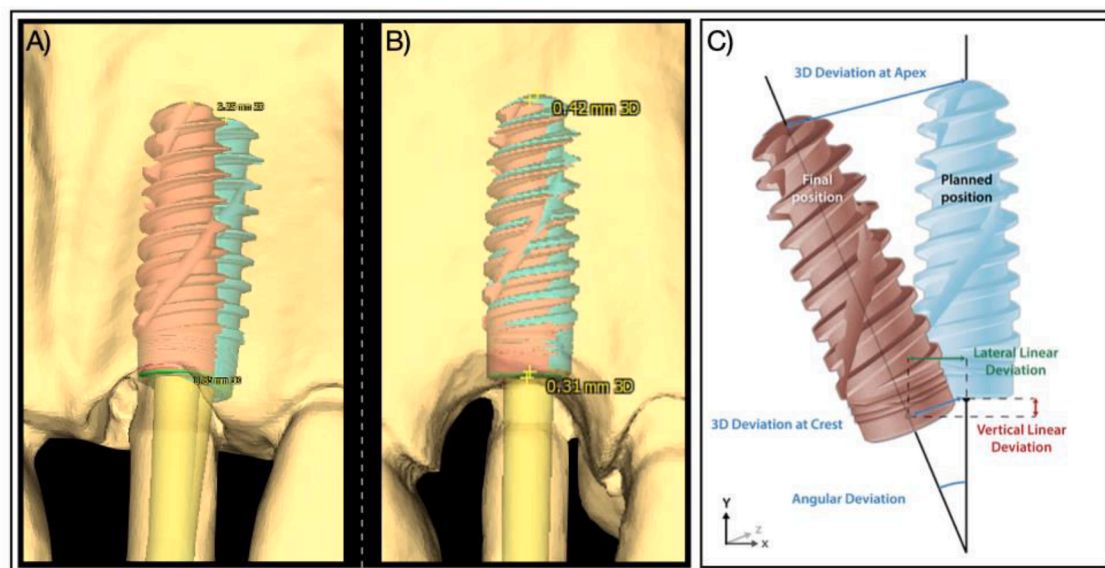 A)
B)
C)
0.42 mm 3D
0.31 mm 3D
3D Deviation at Apex
Final
position
Planned
position
Lateral Linear
Deviation
3D Deviation at Crest
Vertical Linear
Deviation
Angular Deviation
Y
Z
X